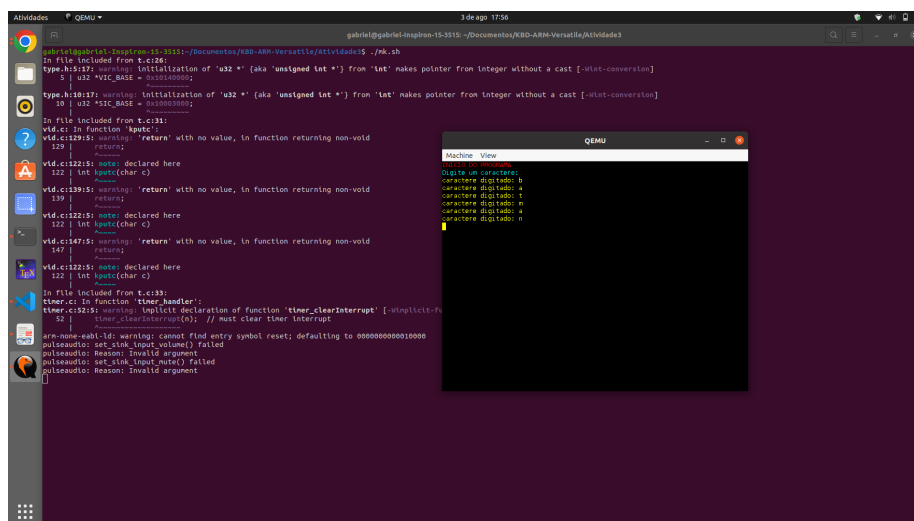 Atividades
QEMU ▾
3 de ago 17:56
gabriel@gabriel-Inspiron-15-3515: ~/Documentos/KBD-ARM-Versatile/Atividade3
gabriel@gabriel-Inspiron-15-3515:~/Documentos/KBD-ARM-Versatile/Atividade3$ ./mk.sh
In file included from t.c:26:
type.h:5:17: warning: initialization of 'u32 *' {aka 'unsigned int *'} from 'int' makes pointer from integer without a cast [-Wint-conversion]
5 | u32 *VIC_BASE = 0x10140000;
| ^~~~~~~~~~
type.h:10:17: warning: initialization of 'u32 *' {aka 'unsigned int *'} from 'int' makes pointer from integer without a cast [-Wint-conversion]
10 | u32 *SIC_BASE = 0x10003000;
| ^~~~~~~~~~
In file included from t.c:31:
vid.c: In function 'kputc':
vid.c:129:5: warning: 'return' with no value, in function returning non-void
129 | return;
| ^~~~~~
vid.c:122:5: note: declared here
122 | int kputc(char c)
| ^~~~~
vid.c:139:5: warning: 'return' with no value, in function returning non-void
139 | return;
| ^~~~~~
vid.c:122:5: note: declared here
122 | int kputc(char c)
| ^~~~~
vid.c:147:5: warning: 'return' with no value, in function returning non-void
147 | return;
| ^~~~~~
vid.c:122:5: note: declared here
122 | int kputc(char c)
| ^~~~~
In file included from t.c:33:
timer.c: In function 'timer_handler':
timer.c:52:5: warning: implicit declaration of function 'timer_clearInterrupt' [-Wimplicit-fu
52 | timer_clearInterrupt(n); // must clear timer interrupt
| ^~~~~~~~~~~~~~~~~~~~
arm-none-eabi-ld: warning: cannot find entry symbol reset; defaulting to 0000000000010000
pulseaudio: set_sink_input_volume() failed
pulseaudio: Reason: Invalid argument
pulseaudio: set_sink_input_mute() failed
pulseaudio: Reason: Invalid argument
QEMU
Machine View
INICIO DO PROGRAMA
Digite um caractere:
caractere digitado: b
caractere digitado: a
caractere digitado: t
caractere digitado: m
caractere digitado: a
caractere digitado: n
TEX